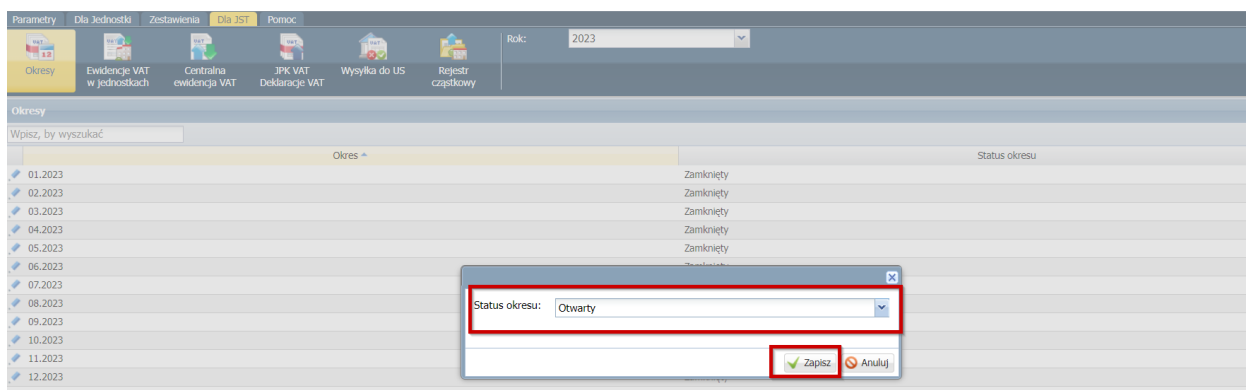 Parametry Dla Jednostki Zestawienia Dla JST Pomoc
Okresy
Ewidencje VAT w jednostkach
Centralna ewidencja VAT
JPK VAT Deklaracje VAT
Wysyłka do US
Rejestr cząstkowy
Rok: 2023
Okresy
Wpisz, by wyszukać
Okres Status okresu
01.2023 Zamknięty
02.2023 Zamknięty
03.2023 Zamknięty
04.2023 Zamknięty
05.2023 Zamknięty
06.2023
07.2023
08.2023
09.2023
10.2023
11.2023
12.2023
Status okresu: Otwarty
Zapisz Anuluj